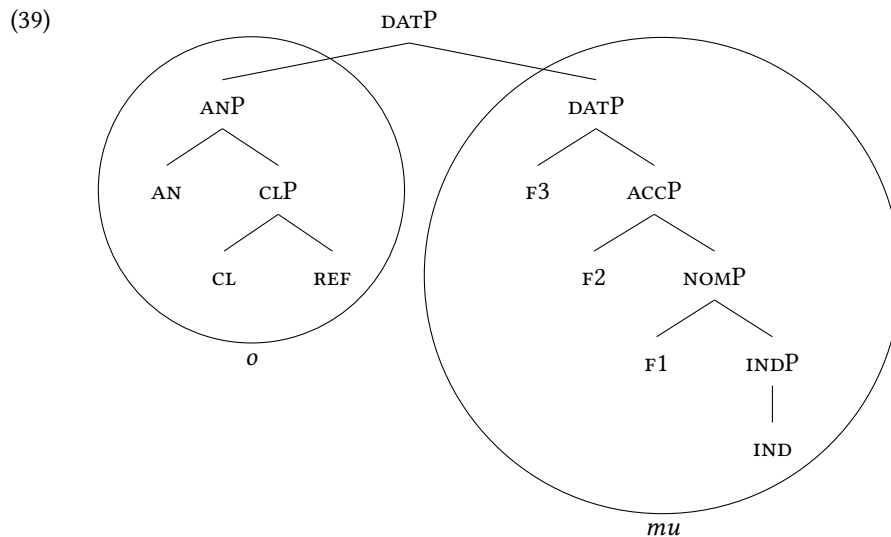 (39) DATP
ANP DATP
AN CLP F3 ACCP
CL REF F2 NOMP
o F1 INDP
IND
mu